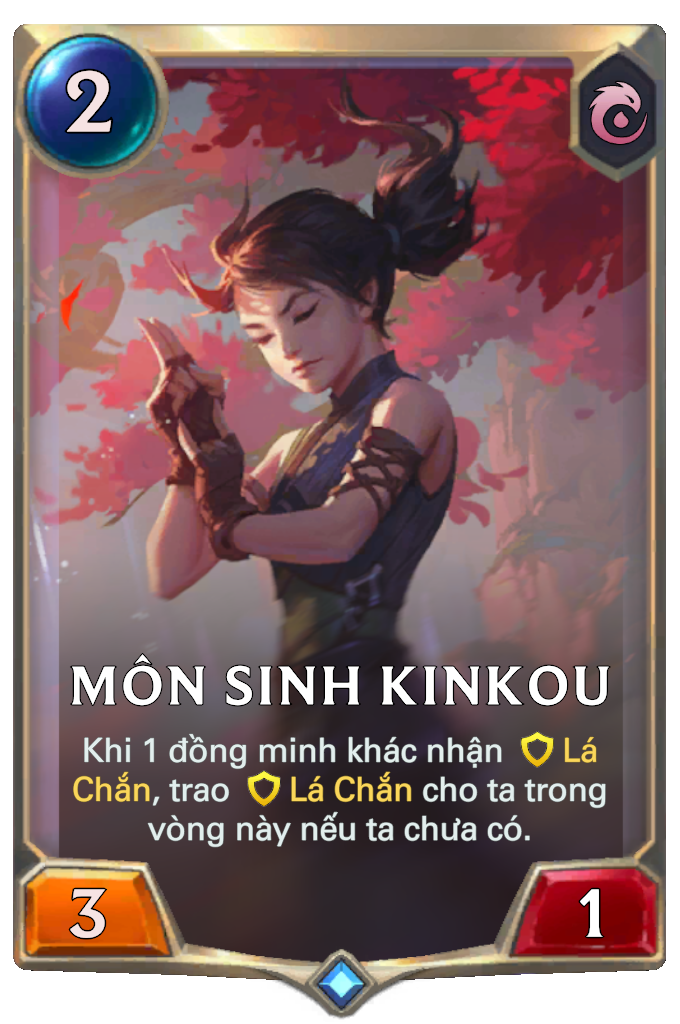 2
MÔN SINH KINKOU
Khi 1 đồng minh khác nhận Lá
Chắn, trao Lá Chắn cho ta trong
vòng này nếu ta chưa có.
3
1